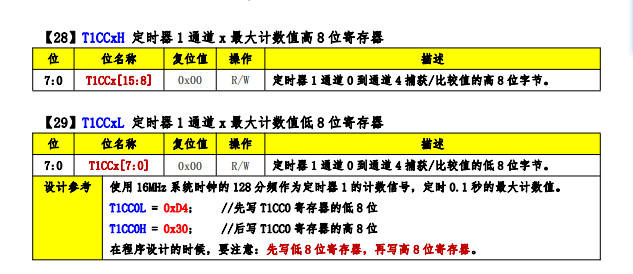 【28】T1CCxH 定时器 1 通道 x 最大计数值高 8 位寄存器
位 位名称 复位值 操作 描述
7:0 T1CCx[15:8] 0x00 R/W 定时器 1 通道 0 到通道 4 捕获/比较值的高 8 位字节。
【29】T1CCxL 定时器 1 通道 x 最大计数值低 8 位寄存器
位 位名称 复位值 操作 描述
7:0 T1CCx[7:0] 0x00 R/W 定时器 1 通道 0 到通道 4 捕获/比较值的低 8 位字节。
设计参考 使用 16MHz 系统时钟的 128 分频作为定时器 1 的计数信号，定时 0.1 秒的最大计数值。
T1CC0L = 0xD4; //先写 T1CC0 寄存器的低 8 位
T1CC0H = 0x30; //后写 T1CC0 寄存器的高 8 位
在程序设计的时候，要注意：先写低 8 位寄存器，再写高 8 位寄存器。